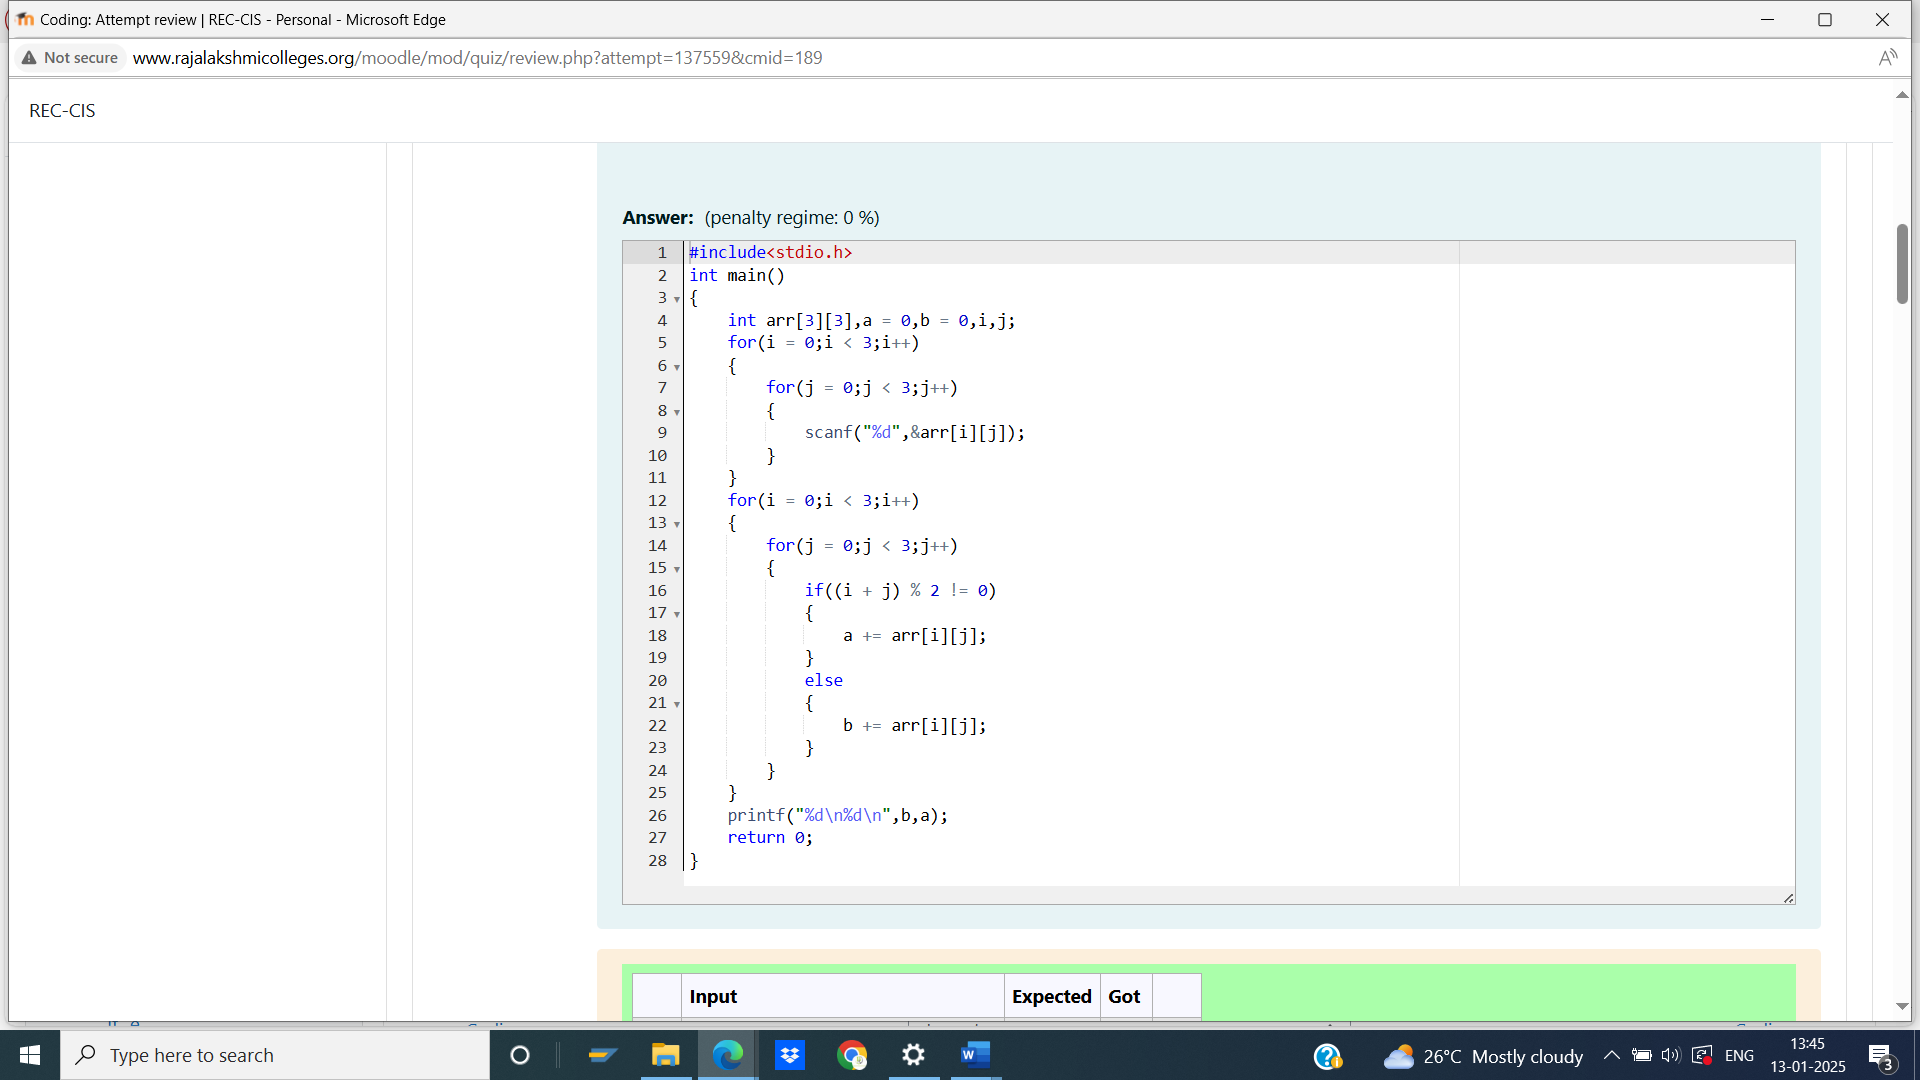 Coding: Attempt review | REC-CIS - Personal - Microsoft Edge
Not secure www.rajalakshmicolleges.org/moodle/mod/quiz/review.php?attempt=137559&cmid=189
REC-CIS
Answer: (penalty regime: 0 %)
1 #include<stdio.h>
2 int main()
3 {
4     int arr[3][3],a = 0,b = 0,i,j;
5     for(i = 0;i < 3;i++)
6     {
7         for(j = 0;j < 3;j++)
8         {
9             scanf("%d",&arr[i][j]);
10         }
11     }
12     for(i = 0;i < 3;i++)
13     {
14         for(j = 0;j < 3;j++)
15         {
16             if((i + j) % 2 != 0)
17             {
18                 a += arr[i][j];
19             }
20             else
21             {
22                 b += arr[i][j];
23             }
24         }
25     }
26     printf("%d\n%d\n",b,a);
27     return 0;
28 }
Input Expected Got
Type here to search
26°C Mostly cloudy
ENG
13:45
13-01-2025
3